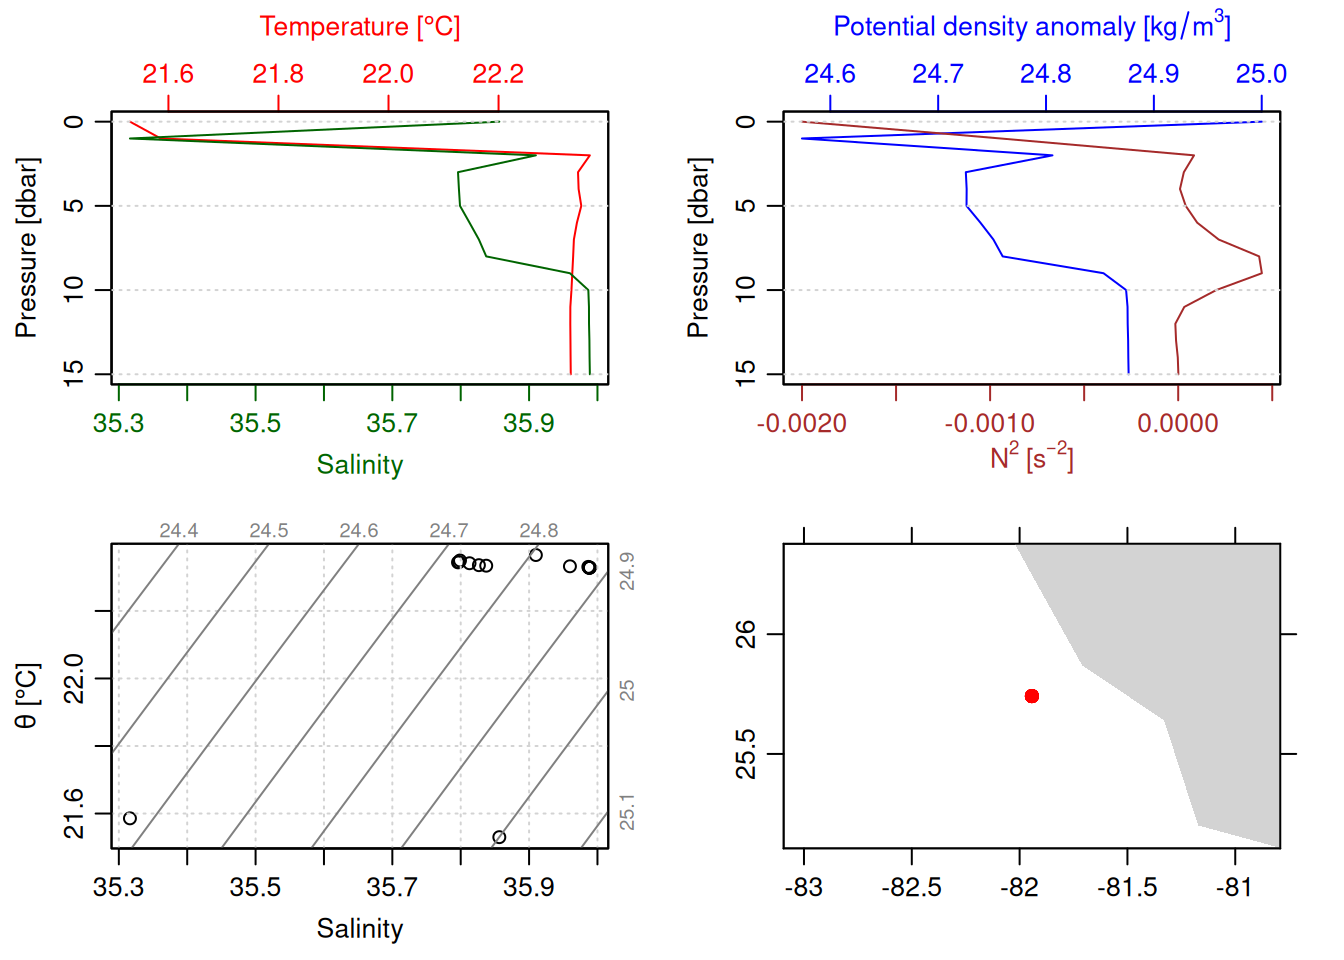 Temperature [°C]
21.6 21.8 22.0 22.2
Pressure [dbar]
0
5
10
15
35.3 35.5 35.7 35.9
Salinity
Potential density anomaly [kg/m³]
24.6 24.7 24.8 24.9 25.0
Pressure [dbar]
0
5
10
15
-0.0020 -0.0010 0.0000
N² [s⁻²]
24.4 24.5 24.6 24.7 24.8
24.9
25
25.1
θ [°C]
22.0
21.6
35.3 35.5 35.7 35.9
Salinity
26
25.5
-83 -82.5 -82 -81.5 -81